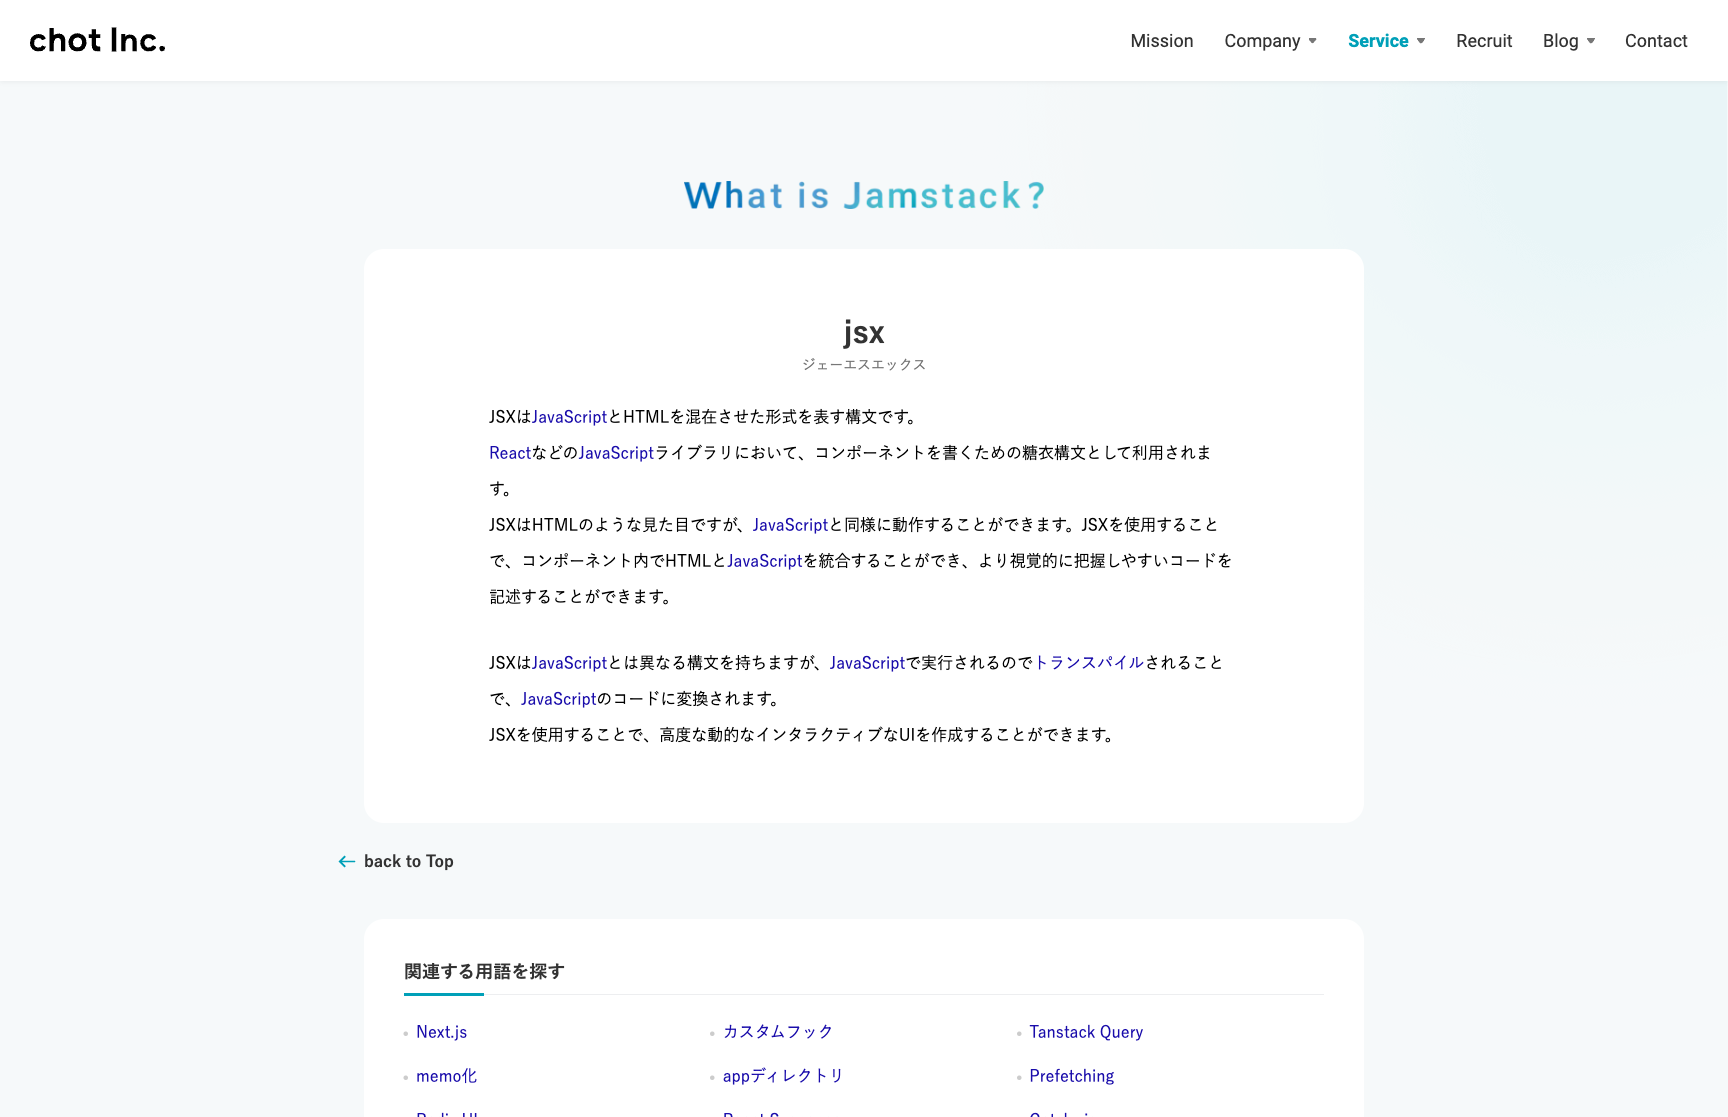 chot Inc.
Mission Company Service Recruit Blog Contact
What is Jamstack?
jsx
ジェーエスエックス
JSXはJavaScriptとHTMLを混在させた形式を表す構文です。
ReactなどのJavaScriptライブラリにおいて、コンポーネントを書くための糖衣構文として利用されま
す。
JSXはHTMLのような見た目ですが、JavaScriptと同様に動作することができます。JSXを使用すること
で、コンポーネント内でHTMLとJavaScriptを統合することができ、より視覚的に把握しやすいコードを
記述することができます。
JSXはJavaScriptとは異なる構文を持ちますが、JavaScriptで実行されるのでトランスパイルされること
で、JavaScriptのコードに変換されます。
JSXを使用することで、高度な動的なインタラクティブなUIを作成することができます。
← back to Top
関連する用語を探す
Next.js カスタムフック Tanstack Query
memo化 appディレクトリ Prefetching